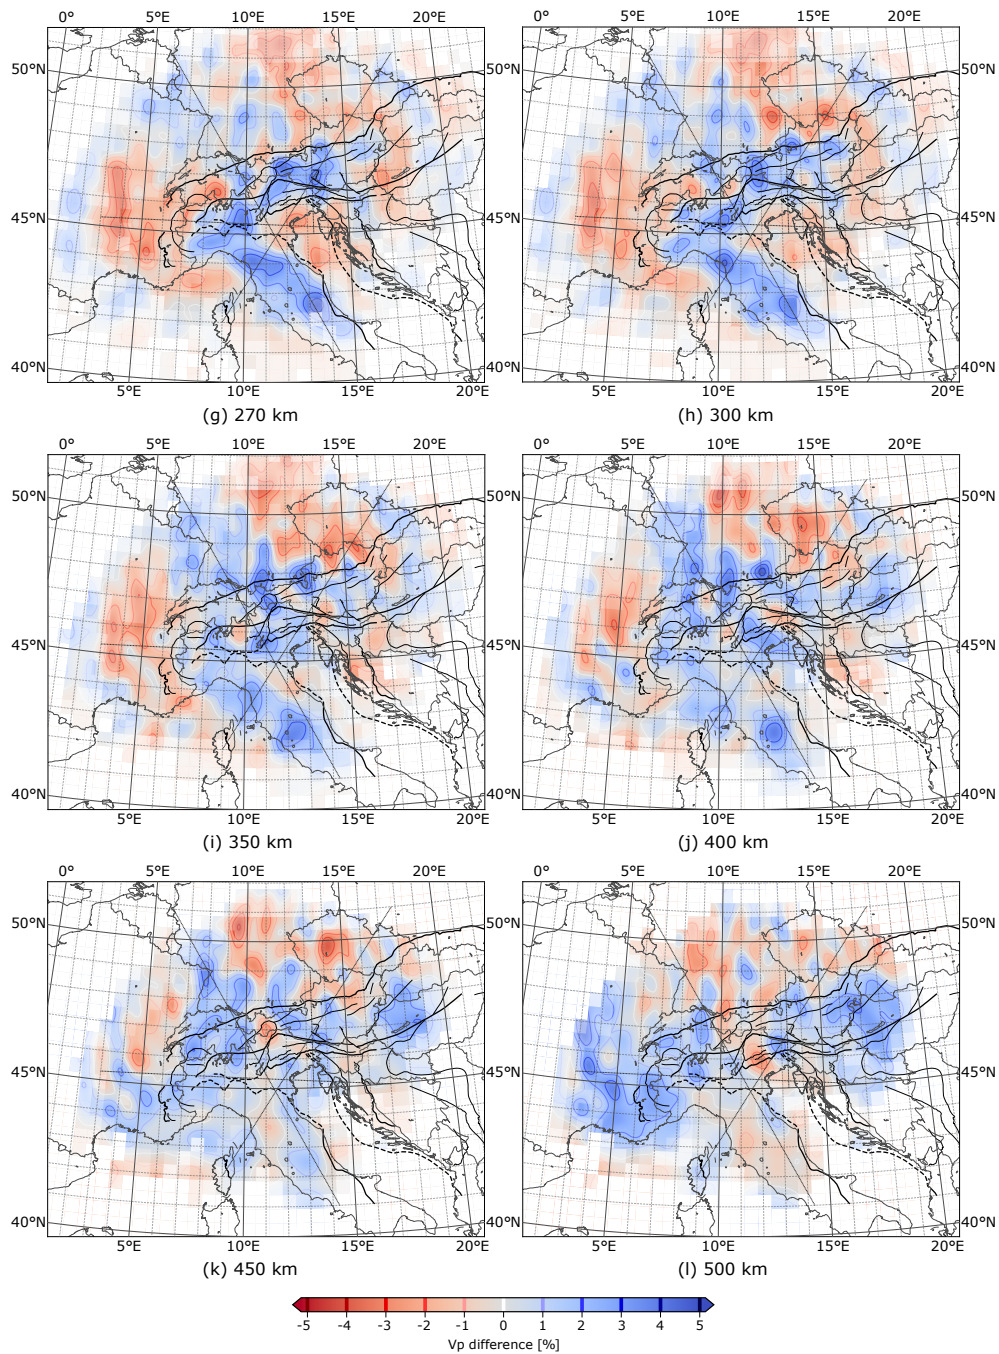 0° 5°E 10°E 15°E 20°E 0° 5°E 10°E 15°E 20°E
50°N 50°N 50°N
45°N 45°N 45°N
40°N 40°N 40°N
5°E 10°E 15°E 20°E 5°E 10°E 15°E 20°E
(g) 270 km (h) 300 km
0° 5°E 10°E 15°E 20°E 0° 5°E 10°E 15°E 20°E
50°N 50°N 50°N
45°N 45°N 45°N
40°N 40°N 40°N
5°E 10°E 15°E 20°E 5°E 10°E 15°E 20°E
(i) 350 km (j) 400 km
0° 5°E 10°E 15°E 20°E 0° 5°E 10°E 15°E 20°E
50°N 50°N 50°N
45°N 45°N 45°N
40°N 40°N 40°N
5°E 10°E 15°E 20°E 5°E 10°E 15°E 20°E
(k) 450 km (l) 500 km
-5 -4 -3 -2 -1 0 1 2 3 4 5
Vp difference [%]